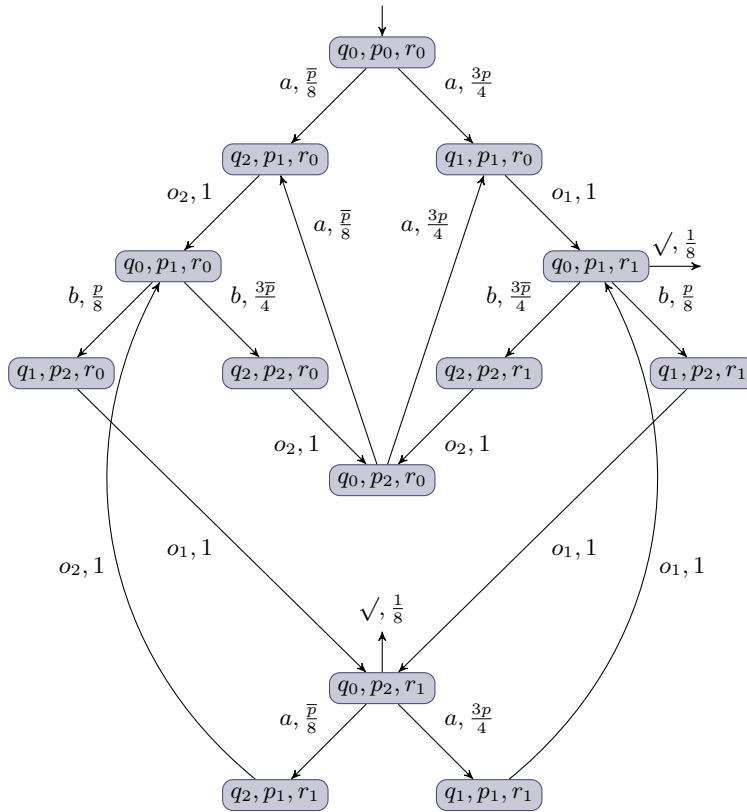 q₀, p₀, r₀
a, p̅/8
a, 3p/4
q₂, p₁, r₀
q₁, p₁, r₀
o₂, 1
a, p̅/8
a, 3p/4
o₁, 1
q₀, p₁, r₀
q₀, p₁, r₁
√, 1/8
b, p/8
b, 3p̅/4
b, 3p̅/4
b, p/8
q₁, p₂, r₀
q₂, p₂, r₀
q₂, p₂, r₁
q₁, p₂, r₁
o₂, 1
o₂, 1
q₀, p₂, r₀
o₂, 1
o₁, 1
o₁, 1
o₁, 1
√, 1/8
q₀, p₂, r₁
a, p̅/8
a, 3p/4
q₂, p₁, r₁
q₁, p₁, r₁